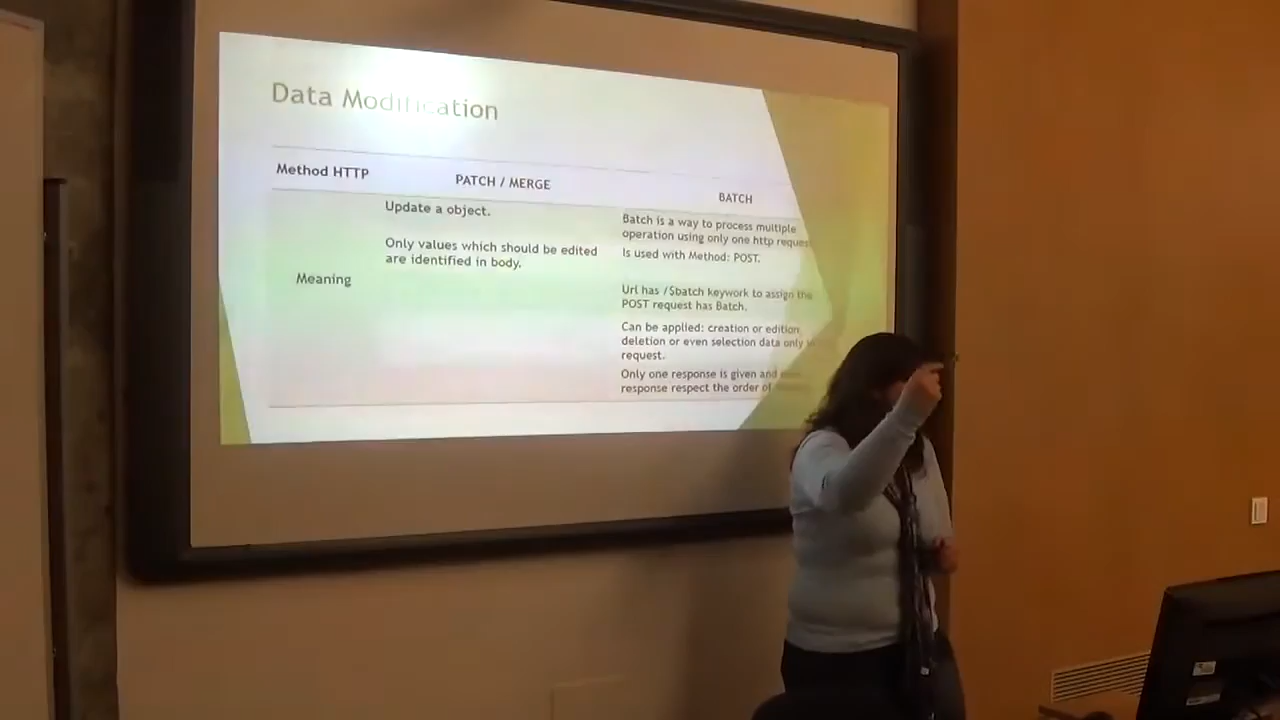 Data Modification
Method HTTP
PATCH / MERGE
BATCH
Meaning
Update a object.
Only values which should be edited
are identified in body.
Batch is a way to process multiple
operation using only one http request
Is used with Method: POST.
Url has /$batch keywork to assign the
POST request has Batch.
Can be applied: creation or edition,
deletion or even selection data only
request.
Only one response is given and
response respect the order of